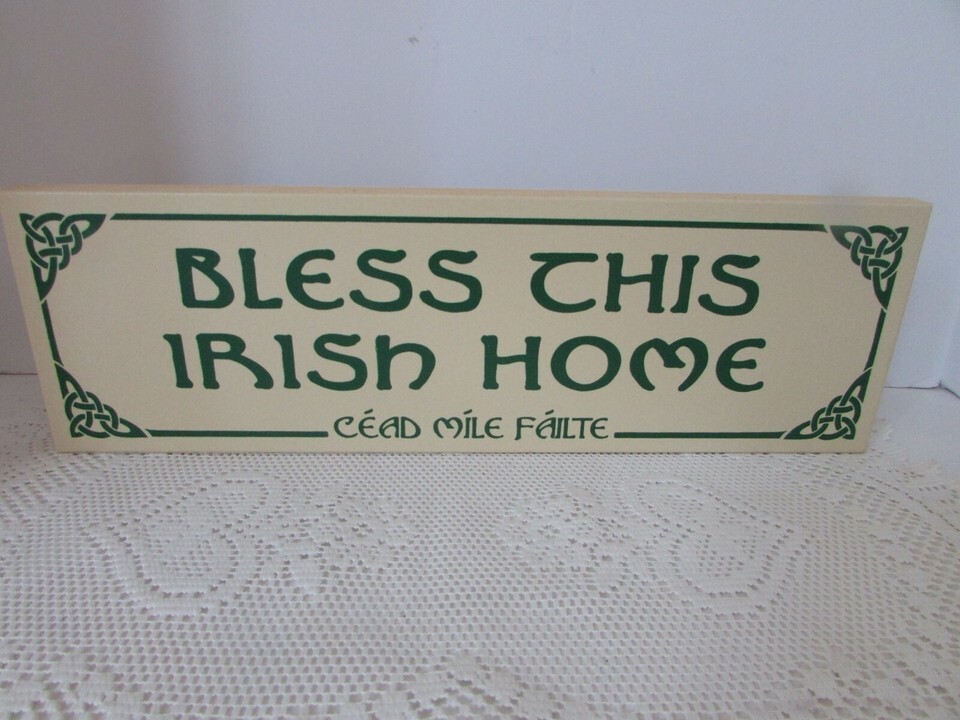 BLESS THIS
IRISH HOME
CÉAD MÍLE FÁILTE